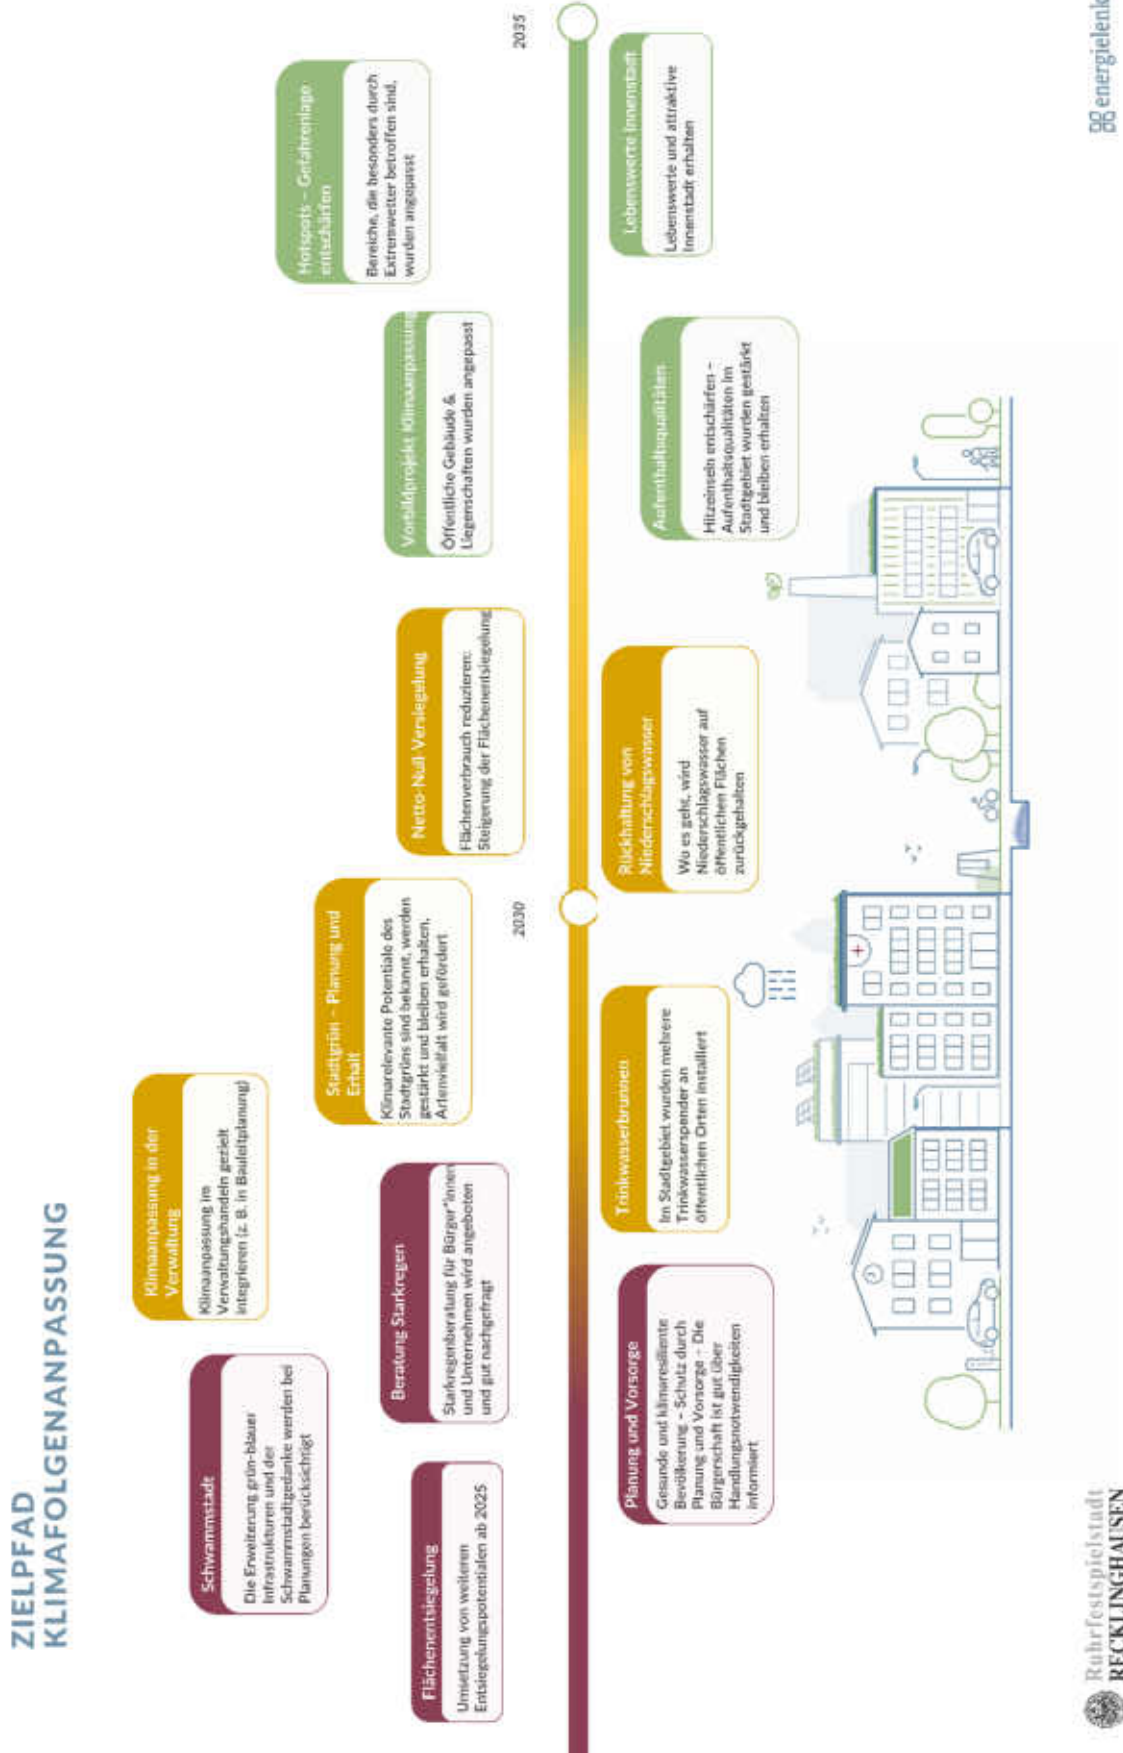 ZIELPFAD
KLIMAFOLGENANPASSUNG
Schwammstadt
Die Erweiterung grün-blauer
Infrastrukturen und der
Schwammstadtgedanke werden bei
Planungen berücksichtigt
Klimaanpassung in der
Verwaltung
Klimaanpassung im
Verwaltungshandeln gezielt
integrieren (z. B. in Bauleitplanung)
Flächenentsiegelung
Umsetzung von weiteren
Entsiegelungspotentialen ab 2025
Beratung Starkregen
Starkregenberatung für Bürger*innen
und Unternehmen wird angeboten
und gut nachgefragt
Stadtgrün – Planung und
Erhalt
Klimarelevante Potentiale des
Stadtgrüns sind bekannt, werden
gestärkt und bleiben erhalten.
Artenvielfalt wird gefördert
Netto-Null-Versiegelung
Flächenverbrauch reduzieren:
Steigerung der Flächenentsiegelung
Vorbildprojekt Klimaanpassung
Öffentliche Gebäude &
Liegenschaften wurden angepasst
Hotspots – Gefahrenlage
entschärfen
Bereiche, die besonders durch
Extremwetter betroffen sind,
wurden angepasst
2030
2035
Planung und Vorsorge
Gesunde und klimaresiliente
Bevölkerung – Schutz durch
Planung und Vorsorge – Die
Bürgerschaft ist gut über
Handlungsnotwendigkeiten
informiert
Trinkwasserbrunnen
Im Stadtgebiet wurden mehrere
Trinkwasserspender an
öffentlichen Orten installiert
Rückhaltung von
Niederschlagswasser
Wo es geht, wird
Niederschlagswasser auf
öffentlichen Flächen
zurückgehalten
Aufenthaltsqualitäten
Hitzeinseln entschärfen –
Aufenthaltsqualitäten im
Stadtgebiet wurden gestärkt
und bleiben erhalten
Lebenswerte Innenstadt
Lebenswerte und attraktive
Innenstadt erhalten
Ruhrfestspielstadt
RECKLINGHAUSEN
energielenk